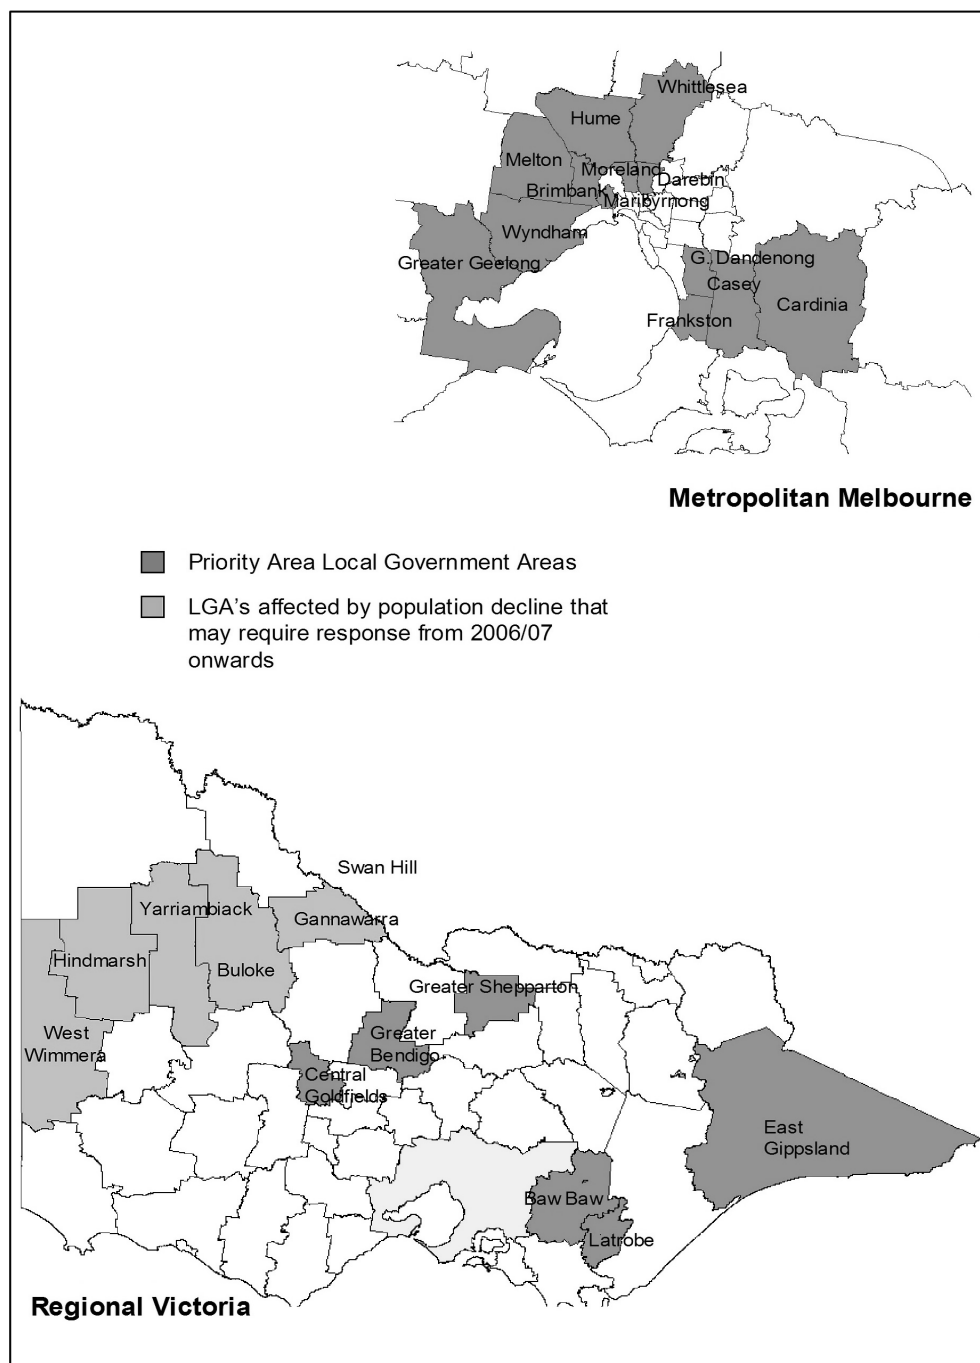 Whittlesea
Hume
Melton
Moreland
Darebin
Brimbank
Maribyrnong
Wyndham
Greater Geelong
G. Dandenong
Casey
Cardinia
Frankston
Metropolitan Melbourne
Priority Area Local Government Areas
LGA's affected by population decline that
may require response from 2006/07
onwards
Swan Hill
Yarriambiack
Gannawarra
Hindmarsh
Buloke
Greater Shepparton
West
Wimmera
Greater
Bendigo
Central
Goldfields
East
Gippsland
Baw Baw
Latrobe
Regional Victoria